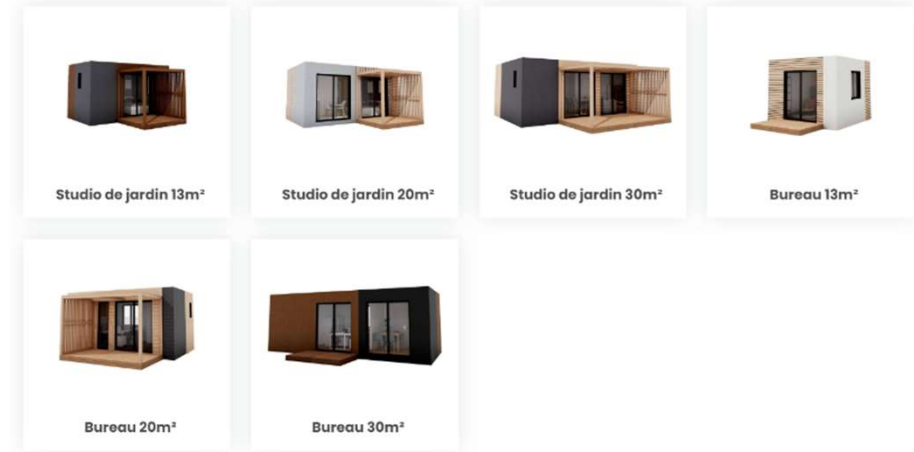 Studio de jardin 13m²
Studio de jardin 20m²
Studio de jardin 30m²
Bureau 13m²
Bureau 20m²
Bureau 30m²